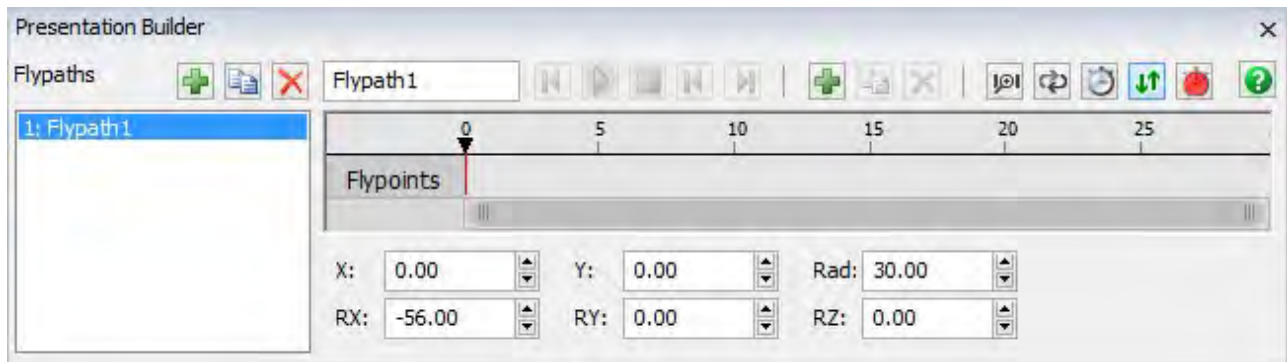 Presentation Builder
Flypaths Flypath1
1: Flypath1
0 5 10 15 20 25
Flypoints
X: 0.00 Y: 0.00 Rad: 30.00
RX: -56.00 RY: 0.00 RZ: 0.00